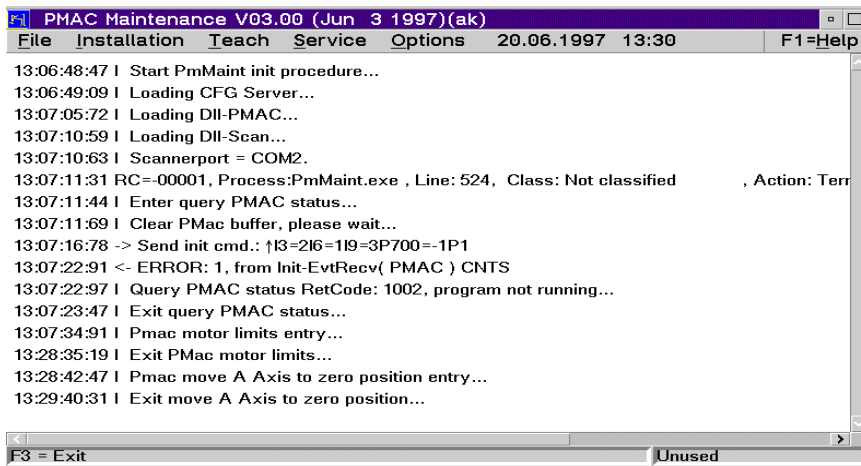 PMAC Maintenance V03.00 (Jun 3 1997)(ak)
File Installation Teach Service Options 20.06.1997 13:30 F1=Help
13:06:48:47 I Start PmMaint init procedure...
13:06:49:09 I Loading CFG Server...
13:07:05:72 I Loading Dll-PMAC...
13:07:10:59 I Loading Dll-Scan...
13:07:10:63 I Scannerport = COM2.
13:07:11:31 RC=-00001, Process:PmMaint.exe , Line: 524, Class: Not classified , Action: Terr
13:07:11:44 I Enter query PMAC status...
13:07:11:69 I Clear PMac buffer, please wait...
13:07:16:78 -> Send init cmd.: ↑I3=2I6=1I9=3P700=-1P1
13:07:22:91 <- ERROR: 1, from Init-EvtRecv( PMAC ) CNTS
13:07:22:97 I Query PMAC status RetCode: 1002, program not running...
13:07:23:47 I Exit query PMAC status...
13:07:34:91 I Pmac motor limits entry...
13:28:35:19 I Exit PMac motor limits...
13:28:42:47 I Pmac move A Axis to zero position entry...
13:29:40:31 I Exit move A Axis to zero position...
F3 = Exit Unused